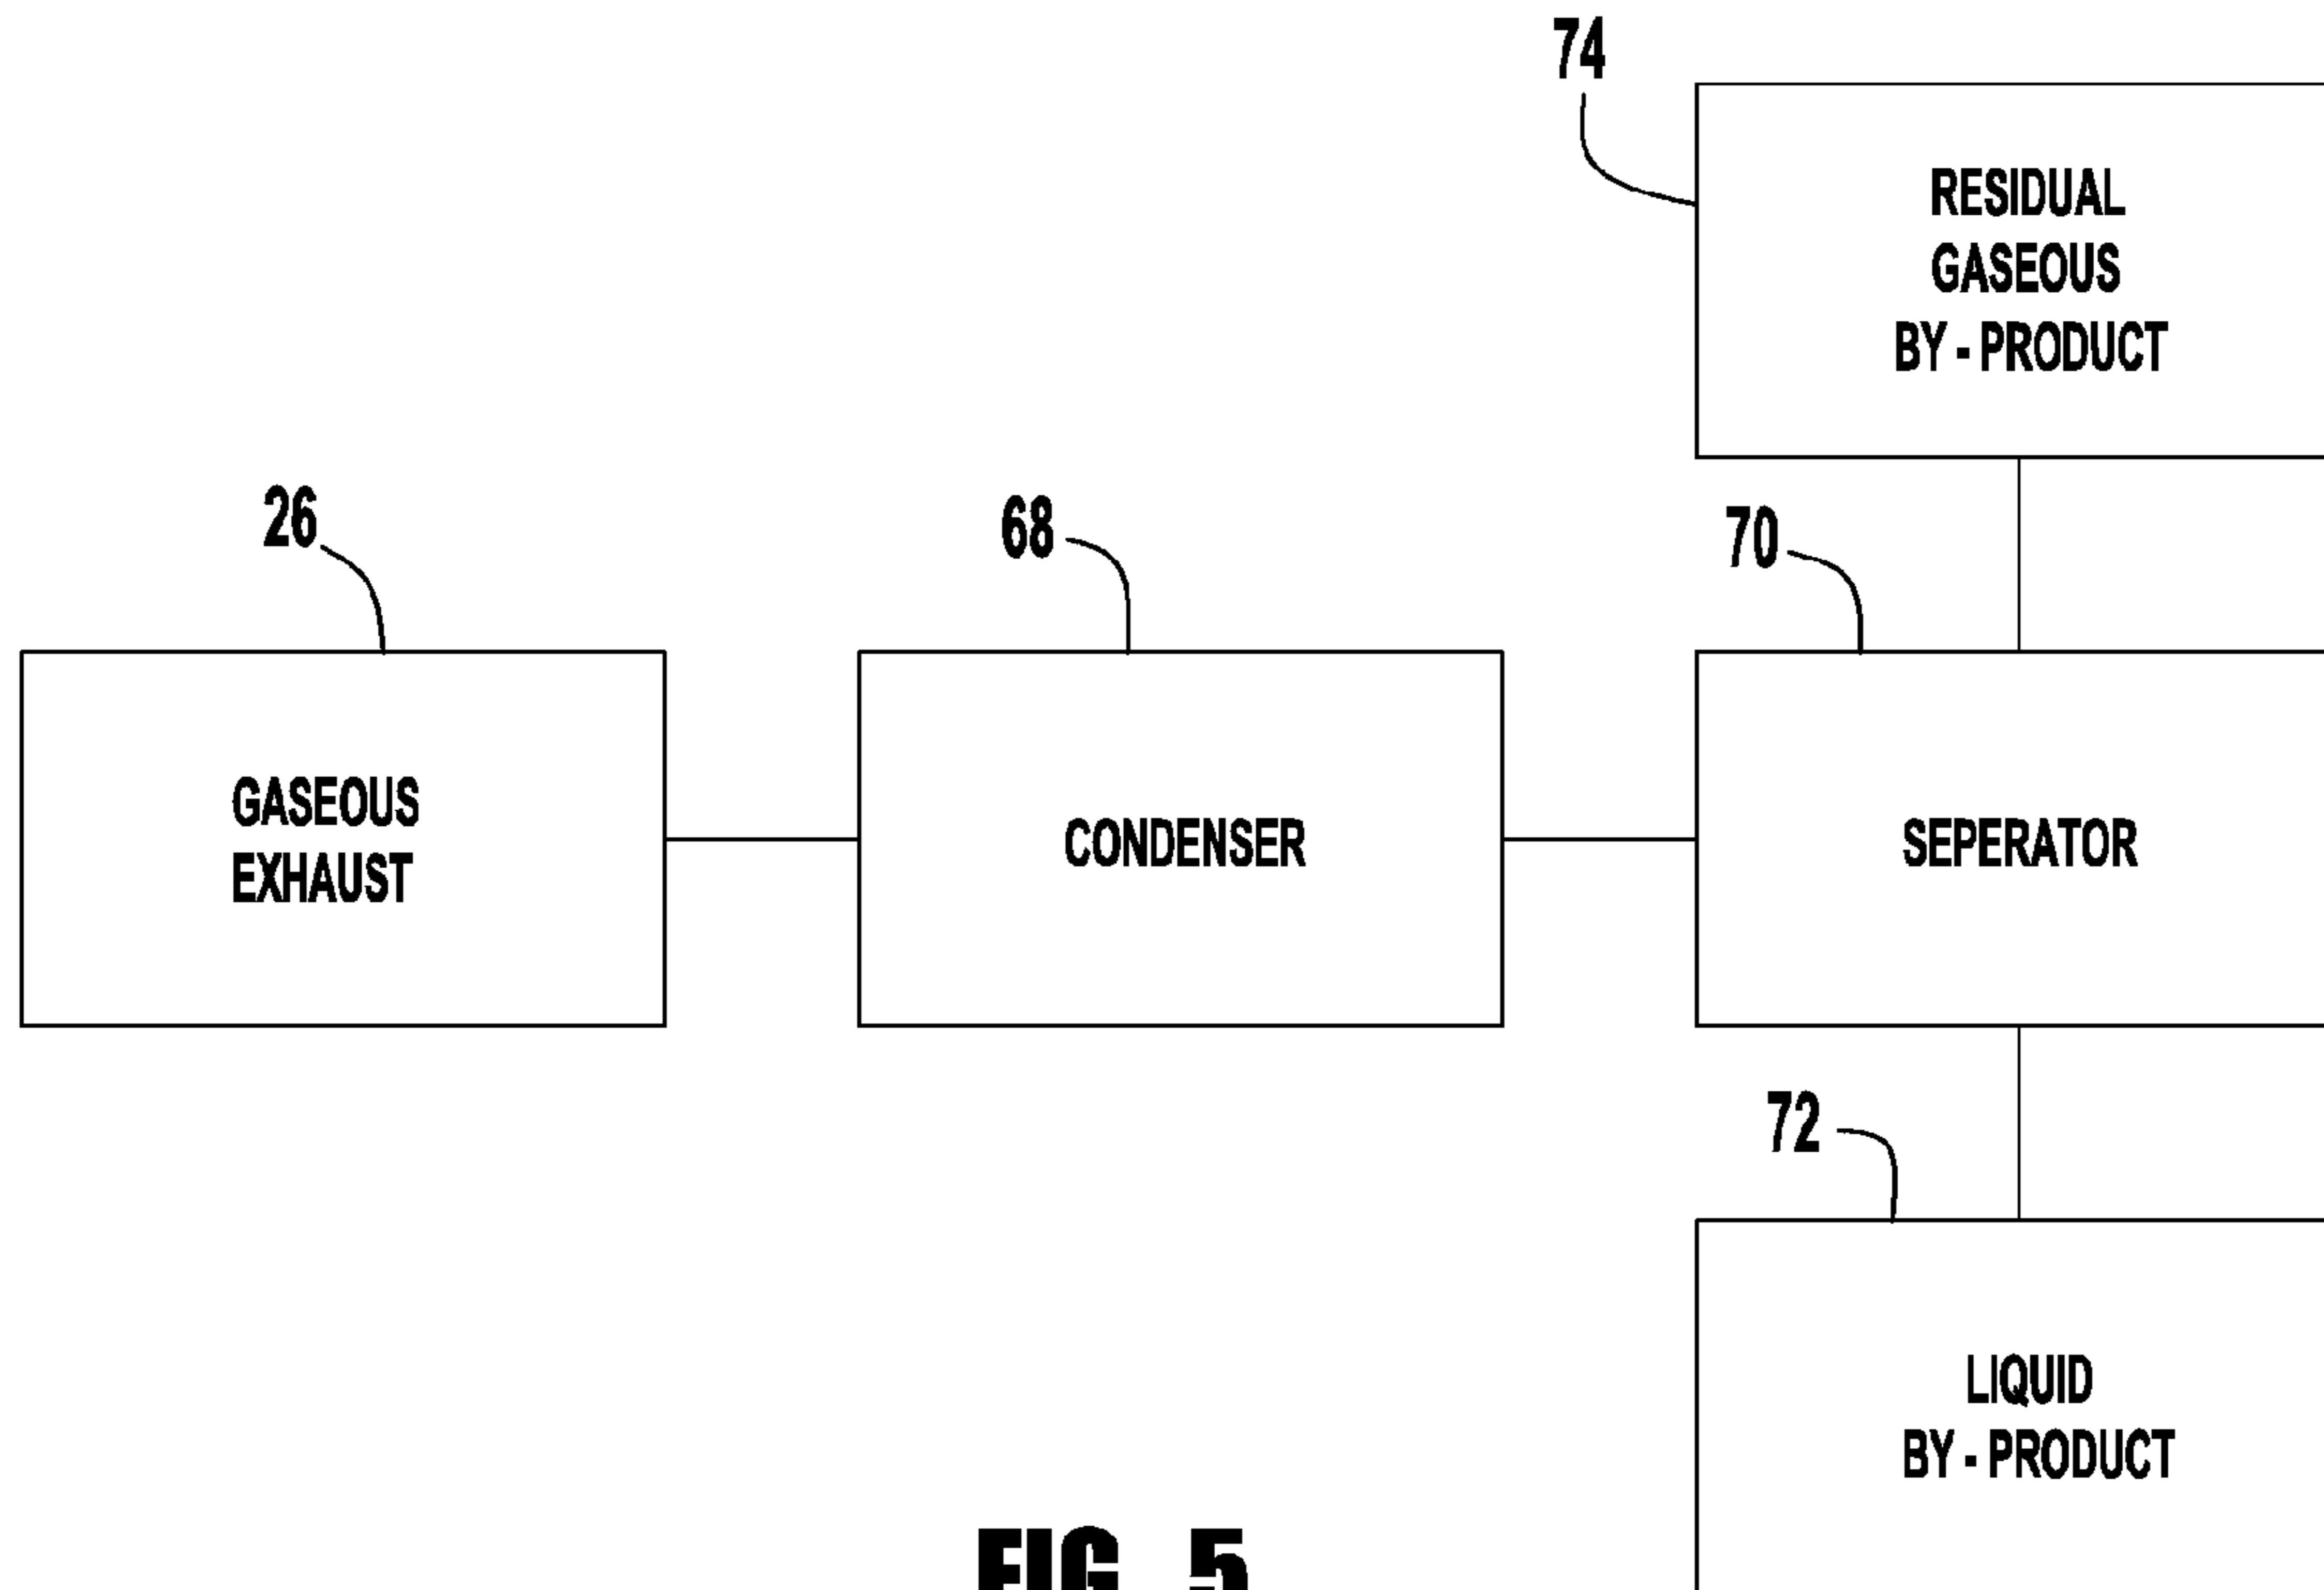 74
RESIDUAL
GASEOUS
BY - PRODUCT
26
68
70
GASEOUS
EXHAUST
CONDENSER
SEPERATOR
72
LIQUID
BY - PRODUCT
FIG. 5